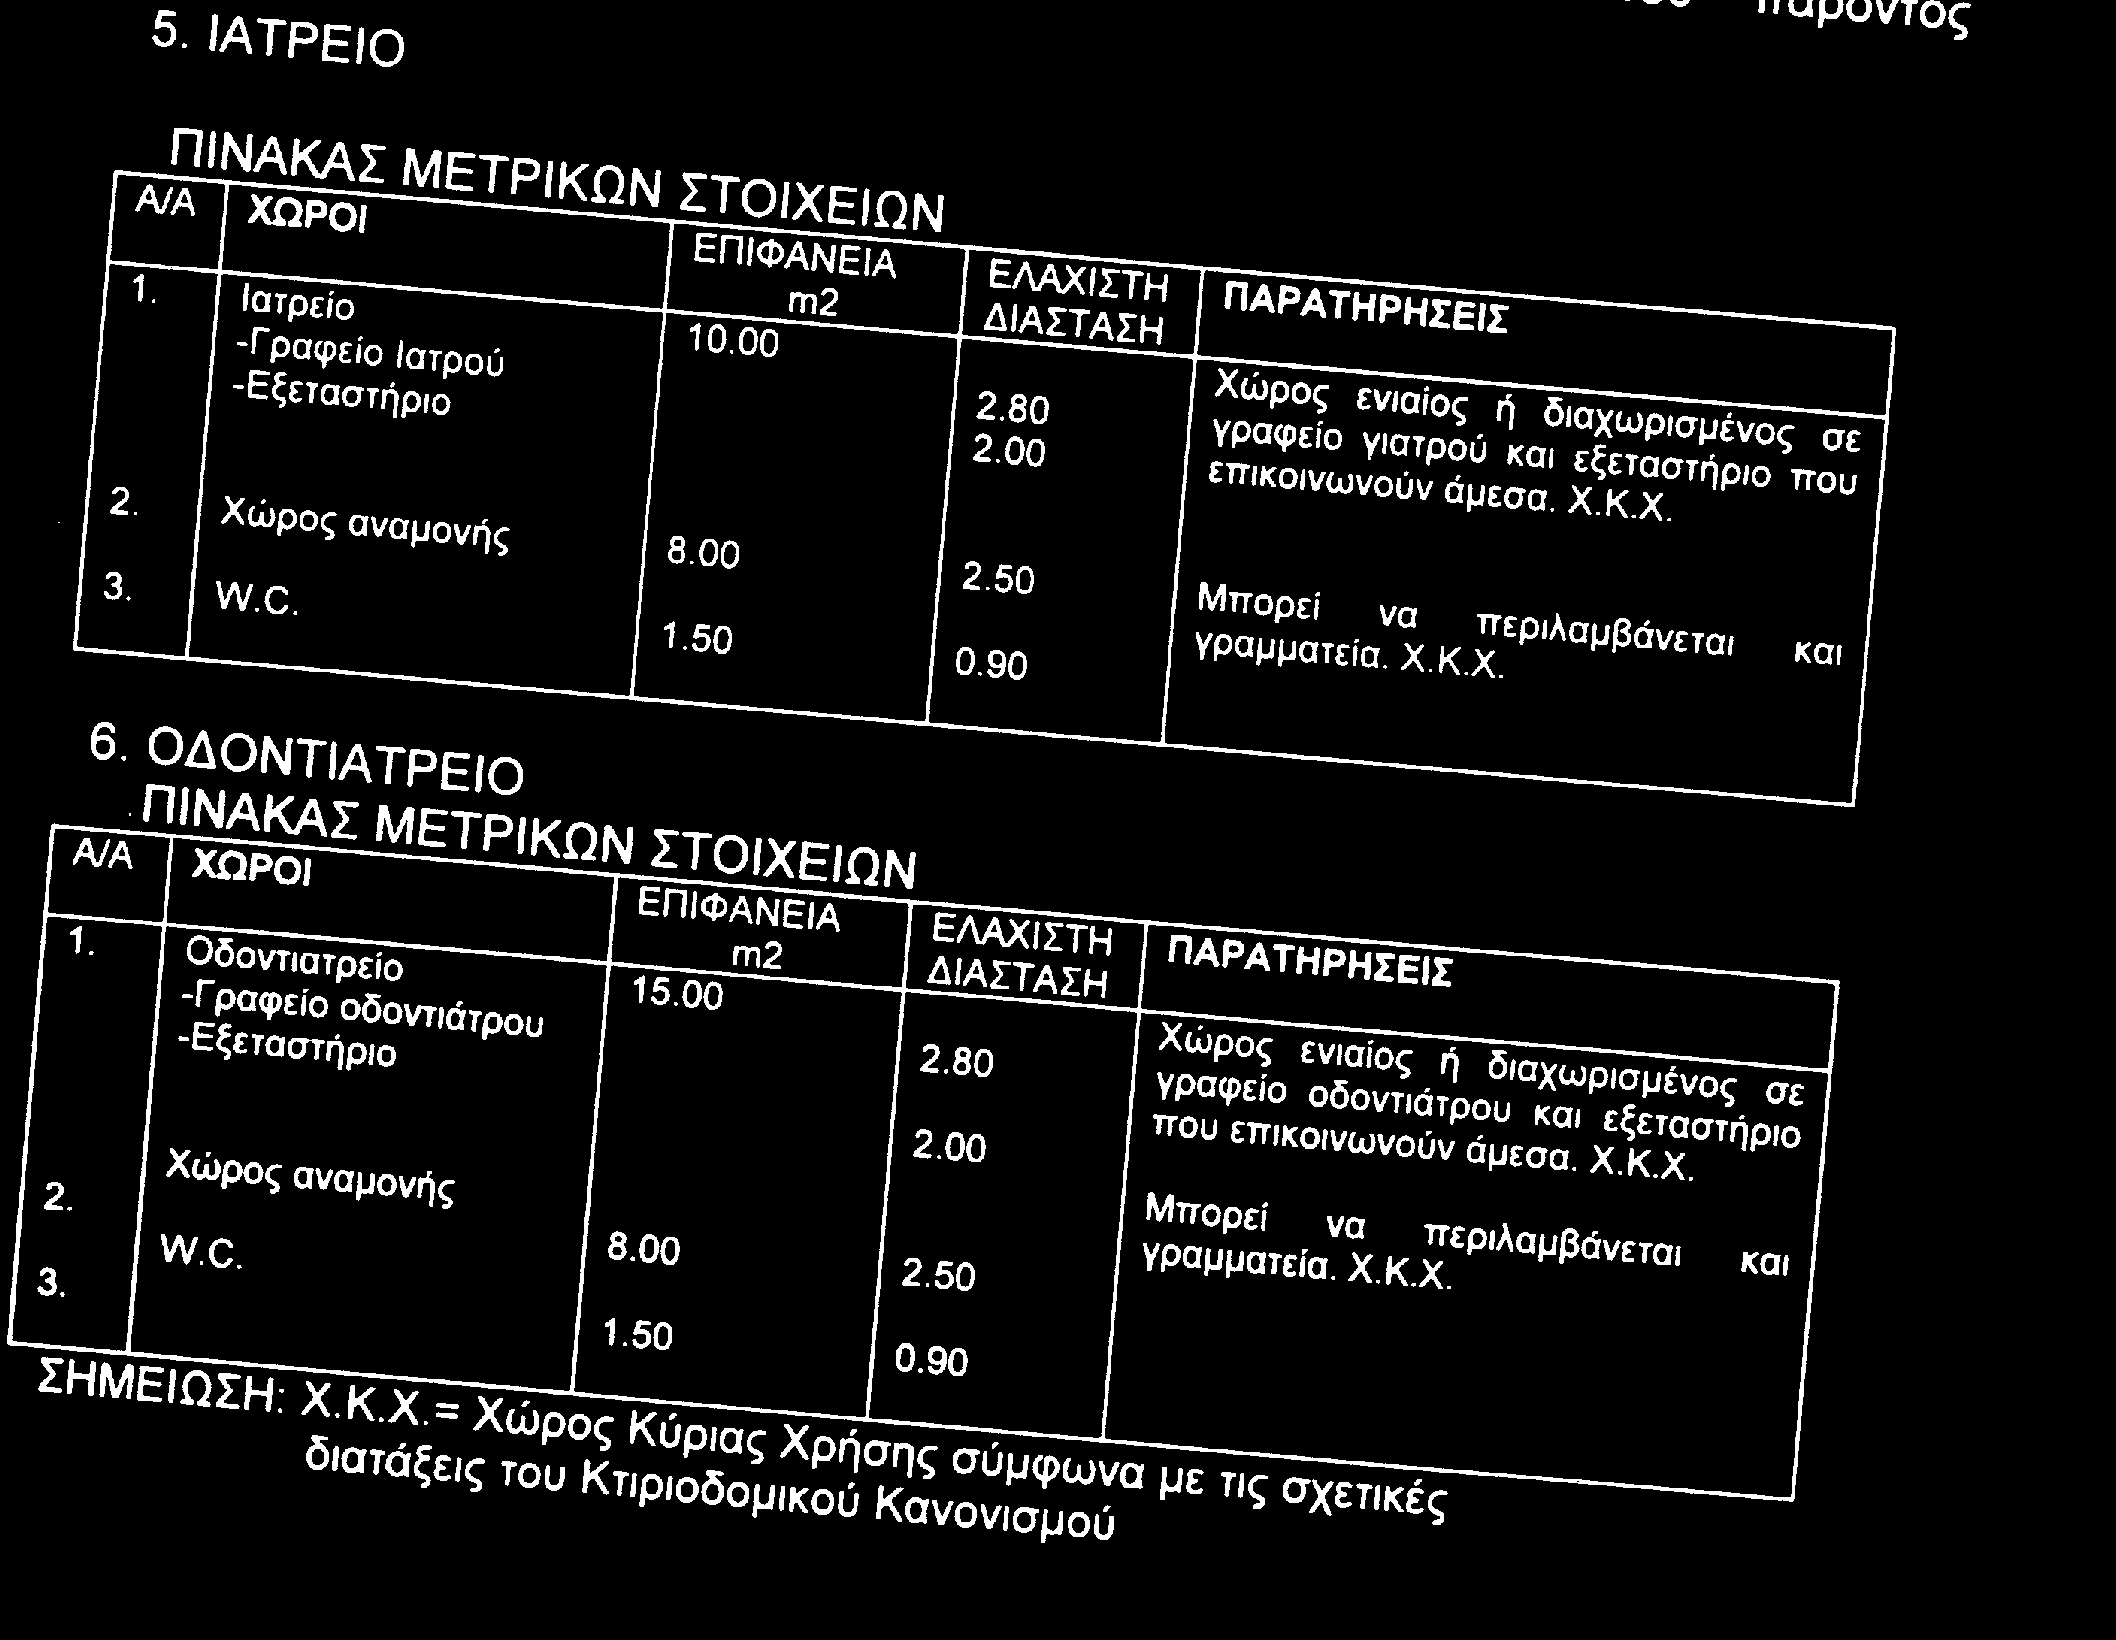 παρόντος
5. ΙΑΤΡΕΙΟ
ΠΙΝΑΚΑΣ ΜΕΤΡΙΚΩΝ ΣΤΟΙΧΕΙΩΝ
Α/Α ΧΩΡΟΙ ΕΠΙΦΑΝΕΙΑ m2 ΕΛΑΧΙΣΤΗ ΔΙΑΣΤΑΣΗ ΠΑΡΑΤΗΡΗΣΕΙΣ
1. Ιατρείο 10.00 Χώρος ενιαίος ή διαχωρισμένος σε
-Γραφείο Ιατρού 2.80 γραφείο γιατρού και εξεταστήριο που
-Εξεταστήριο 2.00 επικοινωνούν άμεσα. Χ.Κ.Χ.
2. Χώρος αναμονής 8.00 2.50 Μπορεί να περιλαμβάνεται και
γραμματεία. Χ.Κ.Χ.
3. W.C. 1.50 0.90
6. ΟΔΟΝΤΙΑΤΡΕΙΟ
ΠΙΝΑΚΑΣ ΜΕΤΡΙΚΩΝ ΣΤΟΙΧΕΙΩΝ
Α/Α ΧΩΡΟΙ ΕΠΙΦΑΝΕΙΑ m2 ΕΛΑΧΙΣΤΗ ΔΙΑΣΤΑΣΗ ΠΑΡΑΤΗΡΗΣΕΙΣ
1. Οδοντιατρείο 15.00 Χώρος ενιαίος ή διαχωρισμένος σε
-Γραφείο οδοντιάτρου 2.80 γραφείο οδοντιάτρου και εξεταστήριο
-Εξεταστήριο 2.00 που επικοινωνούν άμεσα. Χ.Κ.Χ.
2. Χώρος αναμονής 8.00 2.50 Μπορεί να περιλαμβάνεται και
γραμματεία. Χ.Κ.Χ.
3. W.C. 1.50 0.90
ΣΗΜΕΙΩΣΗ: Χ.Κ.Χ.= Χώρος Κύριας Χρήσης σύμφωνα με τις σχετικές
διατάξεις του Κτιριοδομικού Κανονισμού